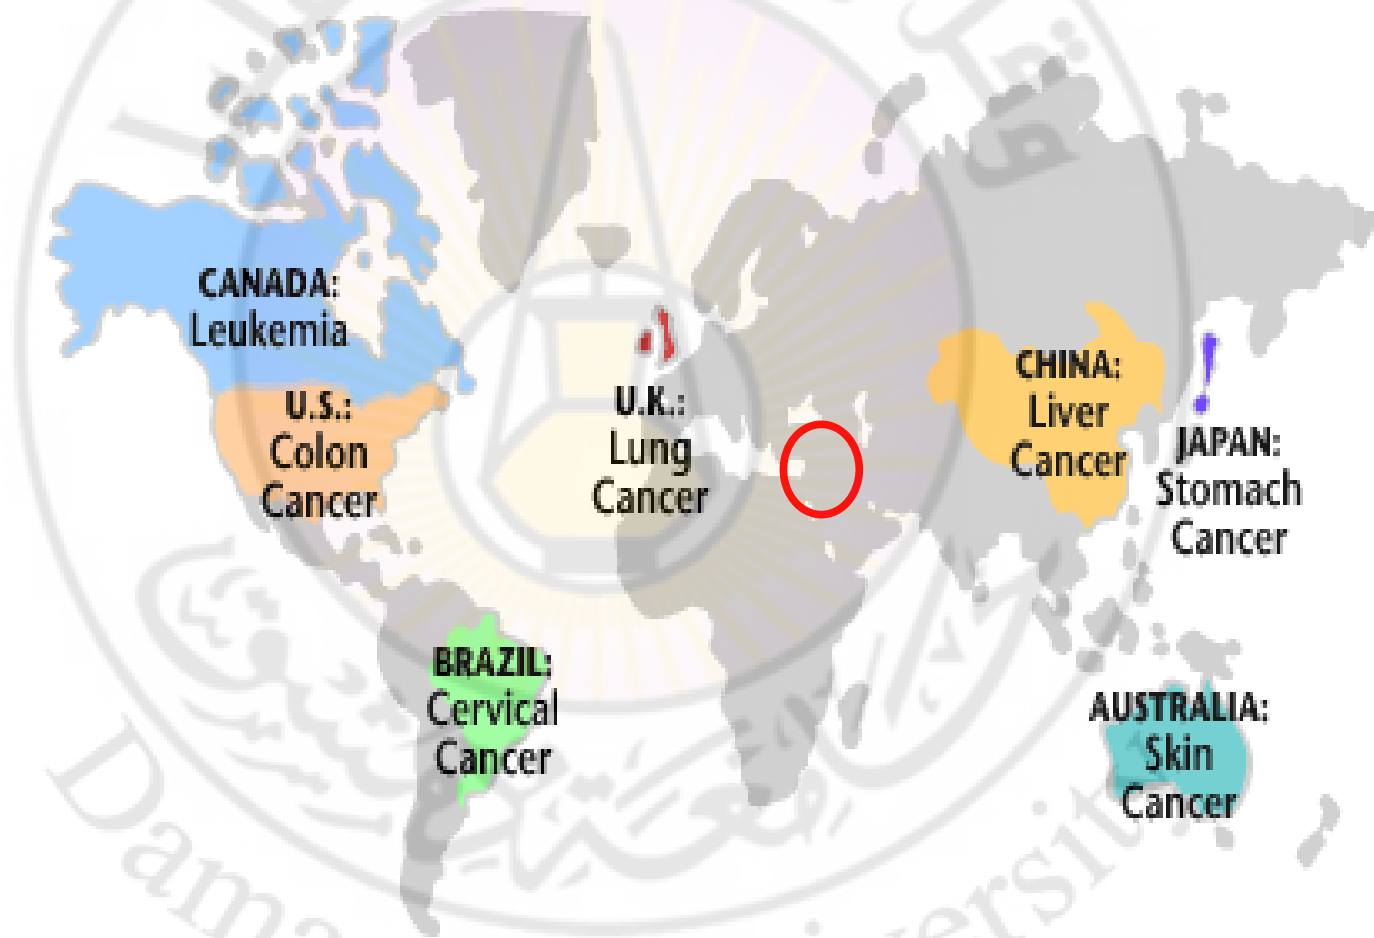 CANADA:
Leukemia
U.S.:
Colon
Cancer
U.K.:
Lung
Cancer
CHINA:
Liver
Cancer
JAPAN:
Stomach
Cancer
BRAZIL:
Cervical
Cancer
AUSTRALIA:
Skin
Cancer